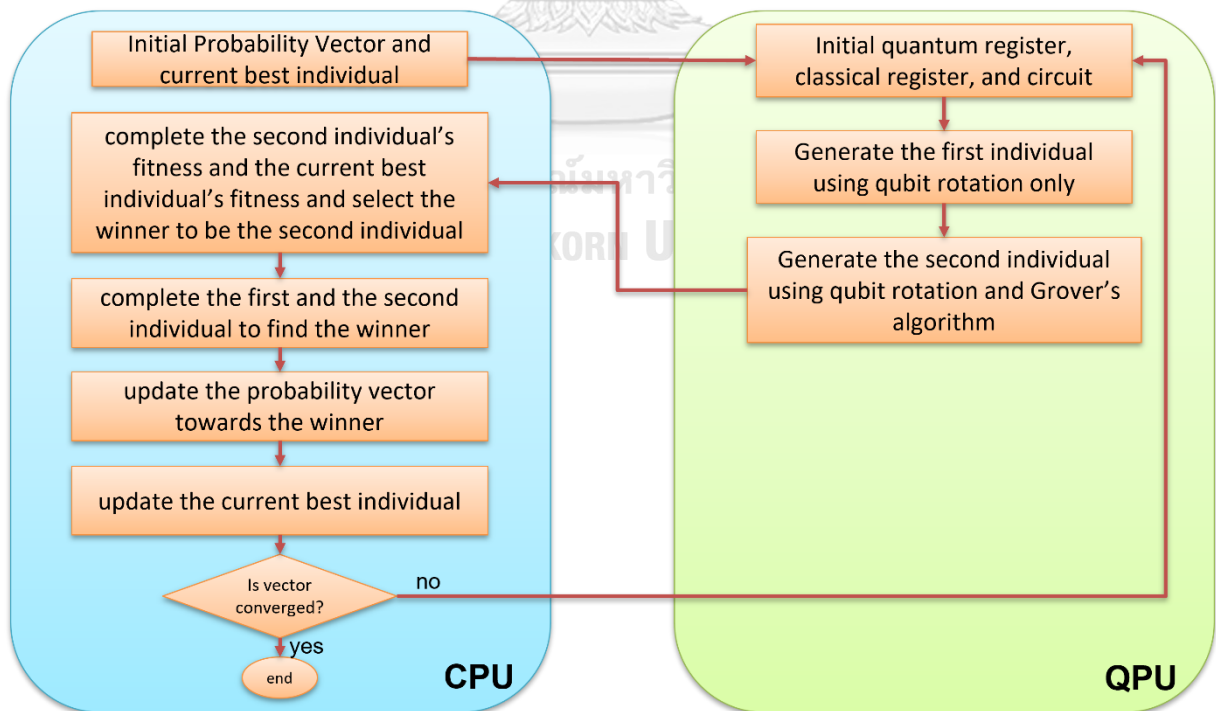 Initial Probability Vector and
current best individual
complete the second individual's
fitness and the current best
individual's fitness and select the
winner to be the second individual
complete the first and the second
individual to find the winner
update the probability vector
towards the winner
update the current best individual
Is vector
converged?
no
yes
end
CPU
Initial quantum register,
classical register, and circuit
Generate the first individual
using qubit rotation only
Generate the second individual
using qubit rotation and Grover's
algorithm
QPU